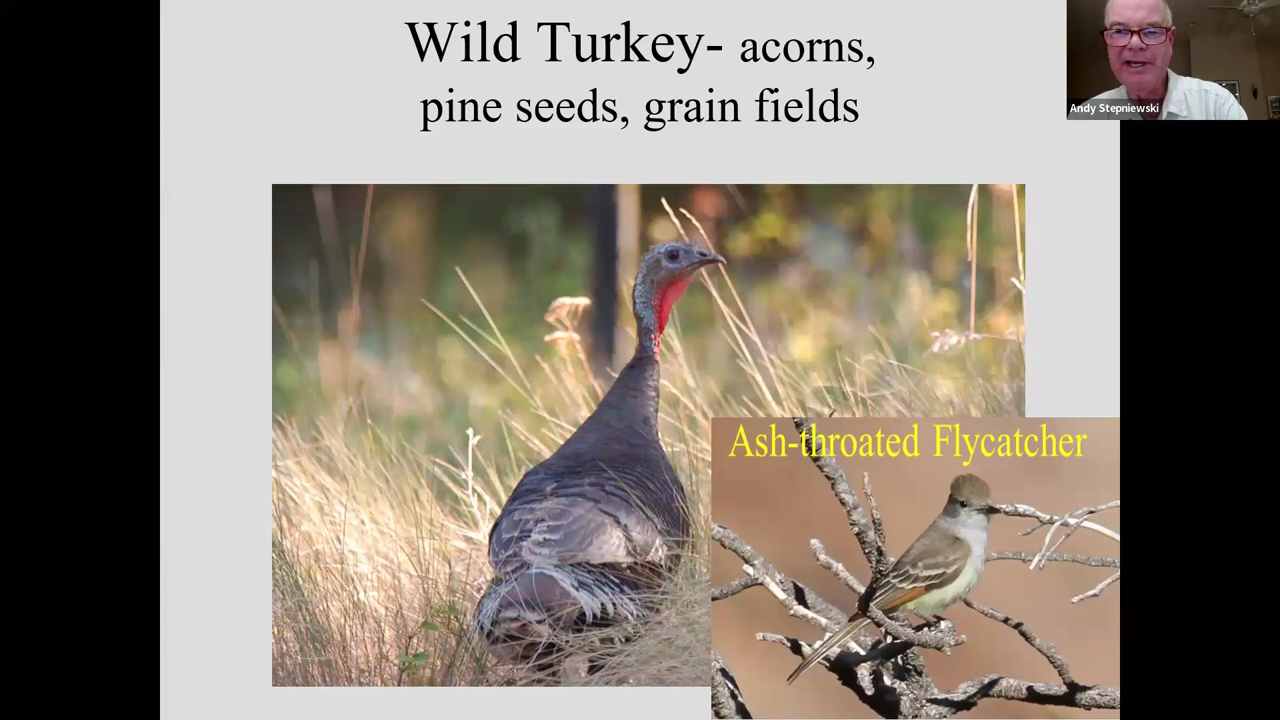 Wild Turkey- acorns,
pine seeds, grain fields
Andy Stepniewski
Ash-throated Flycatcher